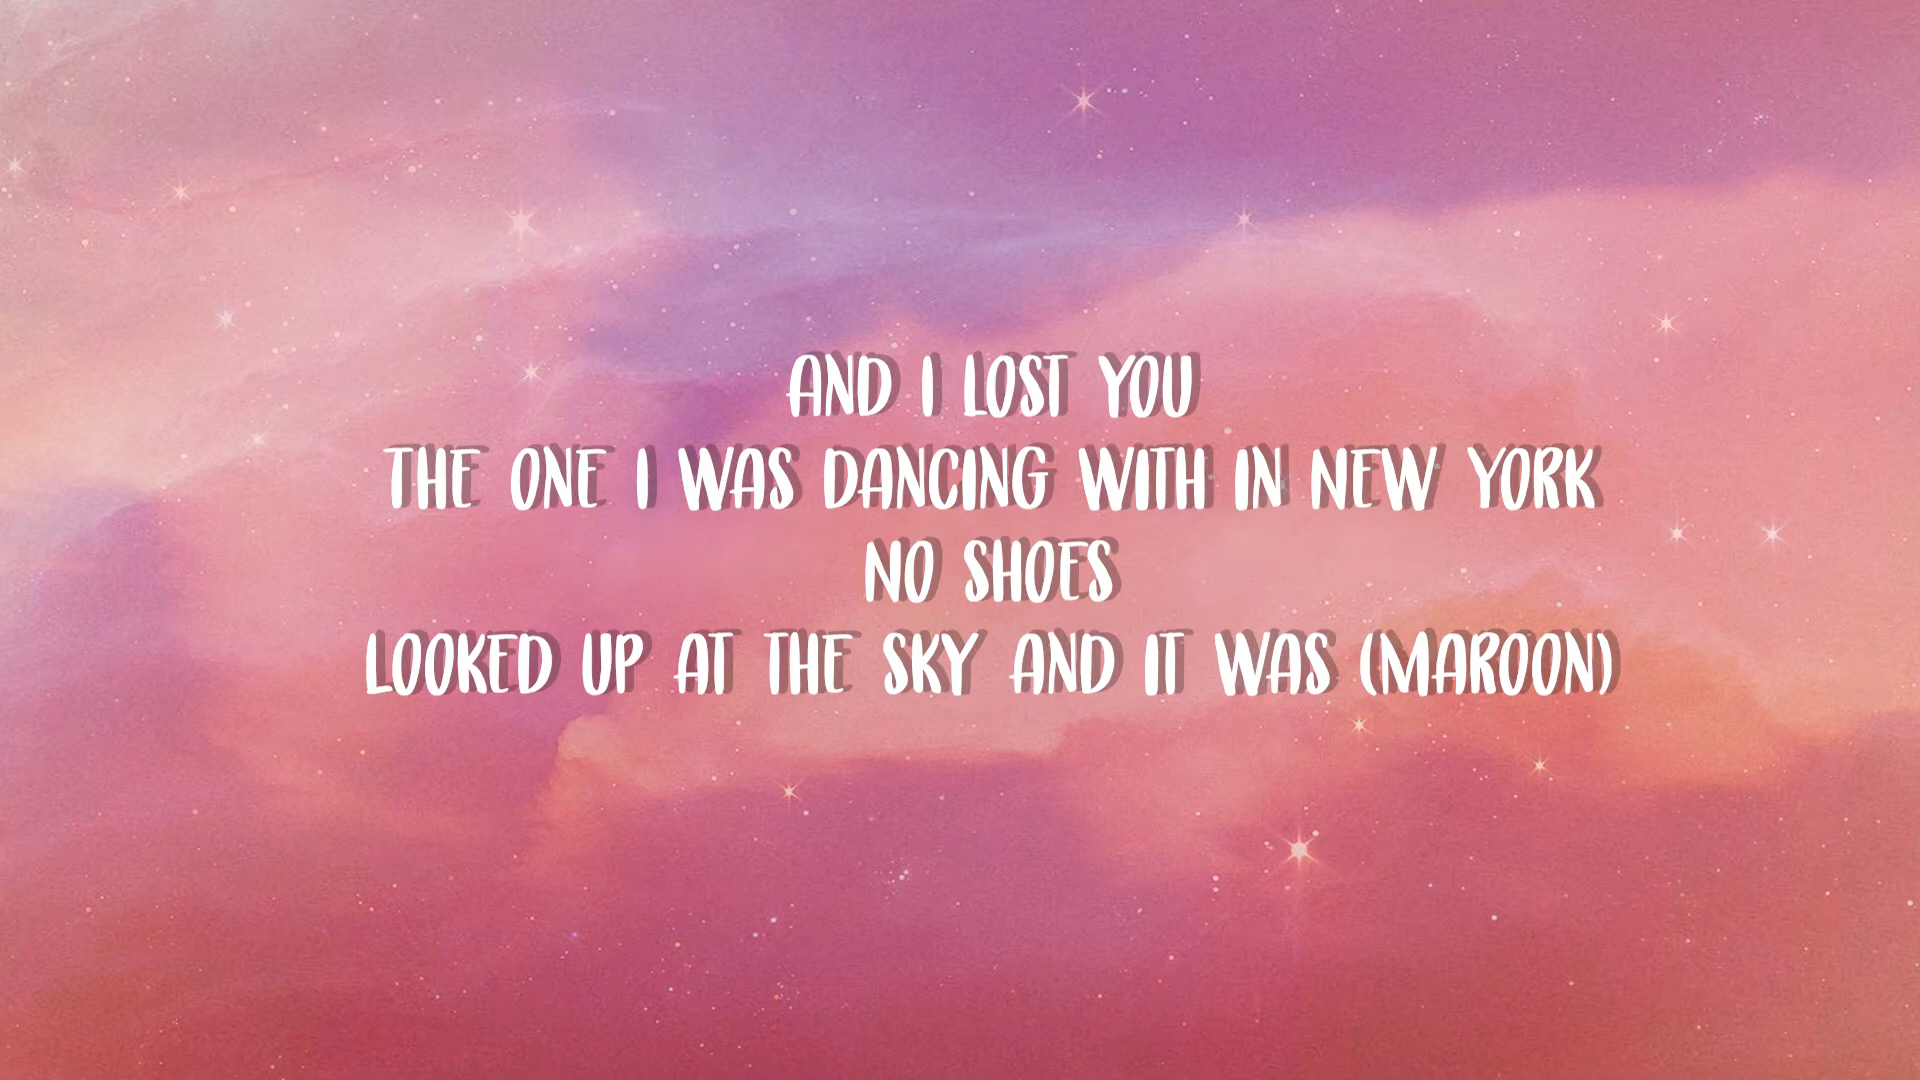 AND I LOST YOU
THE ONE I WAS DANCING WITH IN NEW YORK
NO SHOES
LOOKED UP AT THE SKY AND IT WAS (MAROON)